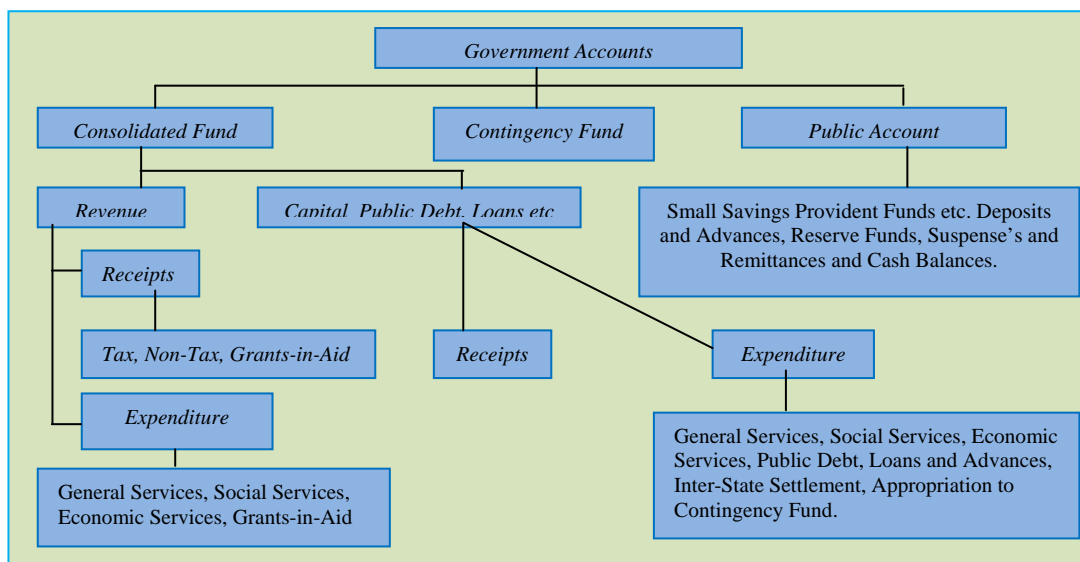 Government Accounts
Consolidated Fund
Contingency Fund
Public Account
Revenue
Capital, Public Debt, Loans etc
Small Savings Provident Funds etc. Deposits
and Advances, Reserve Funds, Suspense's and
Remittances and Cash Balances.
Receipts
Tax, Non-Tax, Grants-in-Aid
Receipts
Expenditure
Expenditure
General Services, Social Services,
Economic Services, Grants-in-Aid
General Services, Social Services, Economic
Services, Public Debt, Loans and Advances,
Inter-State Settlement, Appropriation to
Contingency Fund.